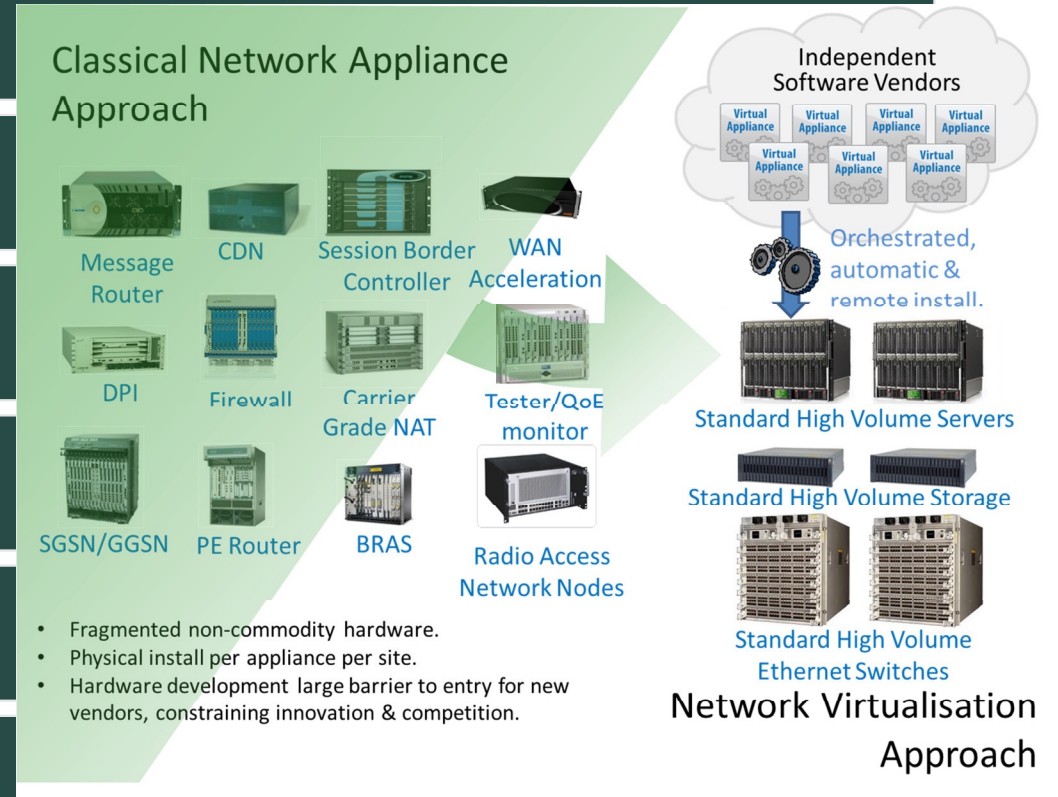 Classical Network Appliance
Approach
Message
Router
CDN
Session Border
Controller
WAN
Acceleration
DPI
Firewall
Carrier
Grade NAT
Tester/QoE
monitor
SGSN/GGSN
PE Router
BRAS
Radio Access
Network Nodes
• Fragmented non-commodity hardware.
• Physical install per appliance per site.
• Hardware development large barrier to entry for new
vendors, constraining innovation & competition.
Independent
Software Vendors
Virtual
Appliance
Virtual
Appliance
Virtual
Appliance
Virtual
Appliance
Virtual
Appliance
Virtual
Appliance
Virtual
Appliance
Orchestrated,
automatic &
remote install.
Standard High Volume Servers
Standard High Volume Storage
Standard High Volume
Ethernet Switches
Network Virtualisation
Approach